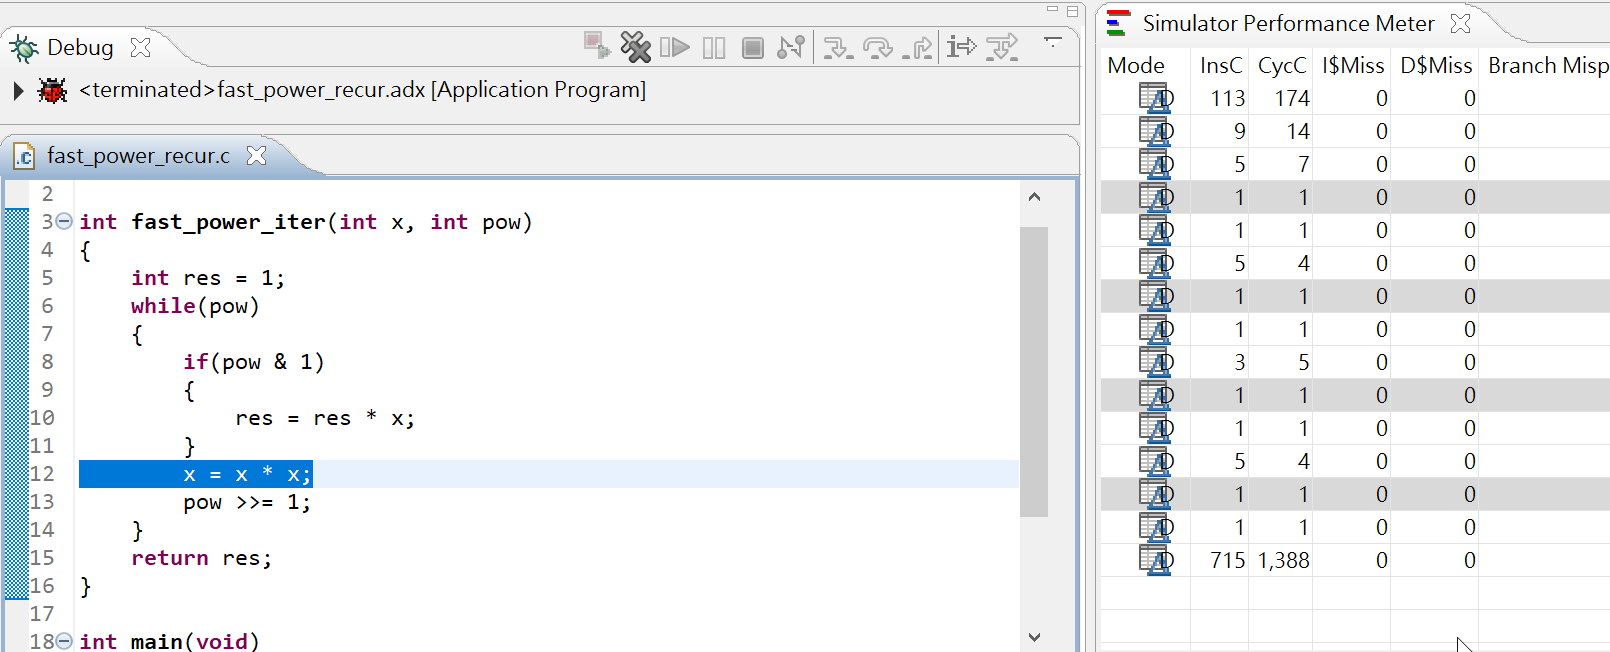 Debug
<terminated>fast_power_recur.adx [Application Program]
fast_power_recur.c
2
3 int fast_power_iter(int x, int pow)
4 {
5 int res = 1;
6 while(pow)
7 {
8 if(pow & 1)
9 {
10 res = res * x;
11 }
12 x = x * x;
13 pow >>= 1;
14 }
15 return res;
16 }
17
18 int main(void)
Simulator Performance Meter
Mode InsC CycC I$Miss D$Miss Branch Misp
D 113 174 0 0
D 9 14 0 0
D 5 7 0 0
D 1 1 0 0
D 1 1 0 0
D 5 4 0 0
D 1 1 0 0
D 1 1 0 0
D 3 5 0 0
D 1 1 0 0
D 1 1 0 0
D 5 4 0 0
D 1 1 0 0
D 1 1 0 0
D 715 1,388 0 0